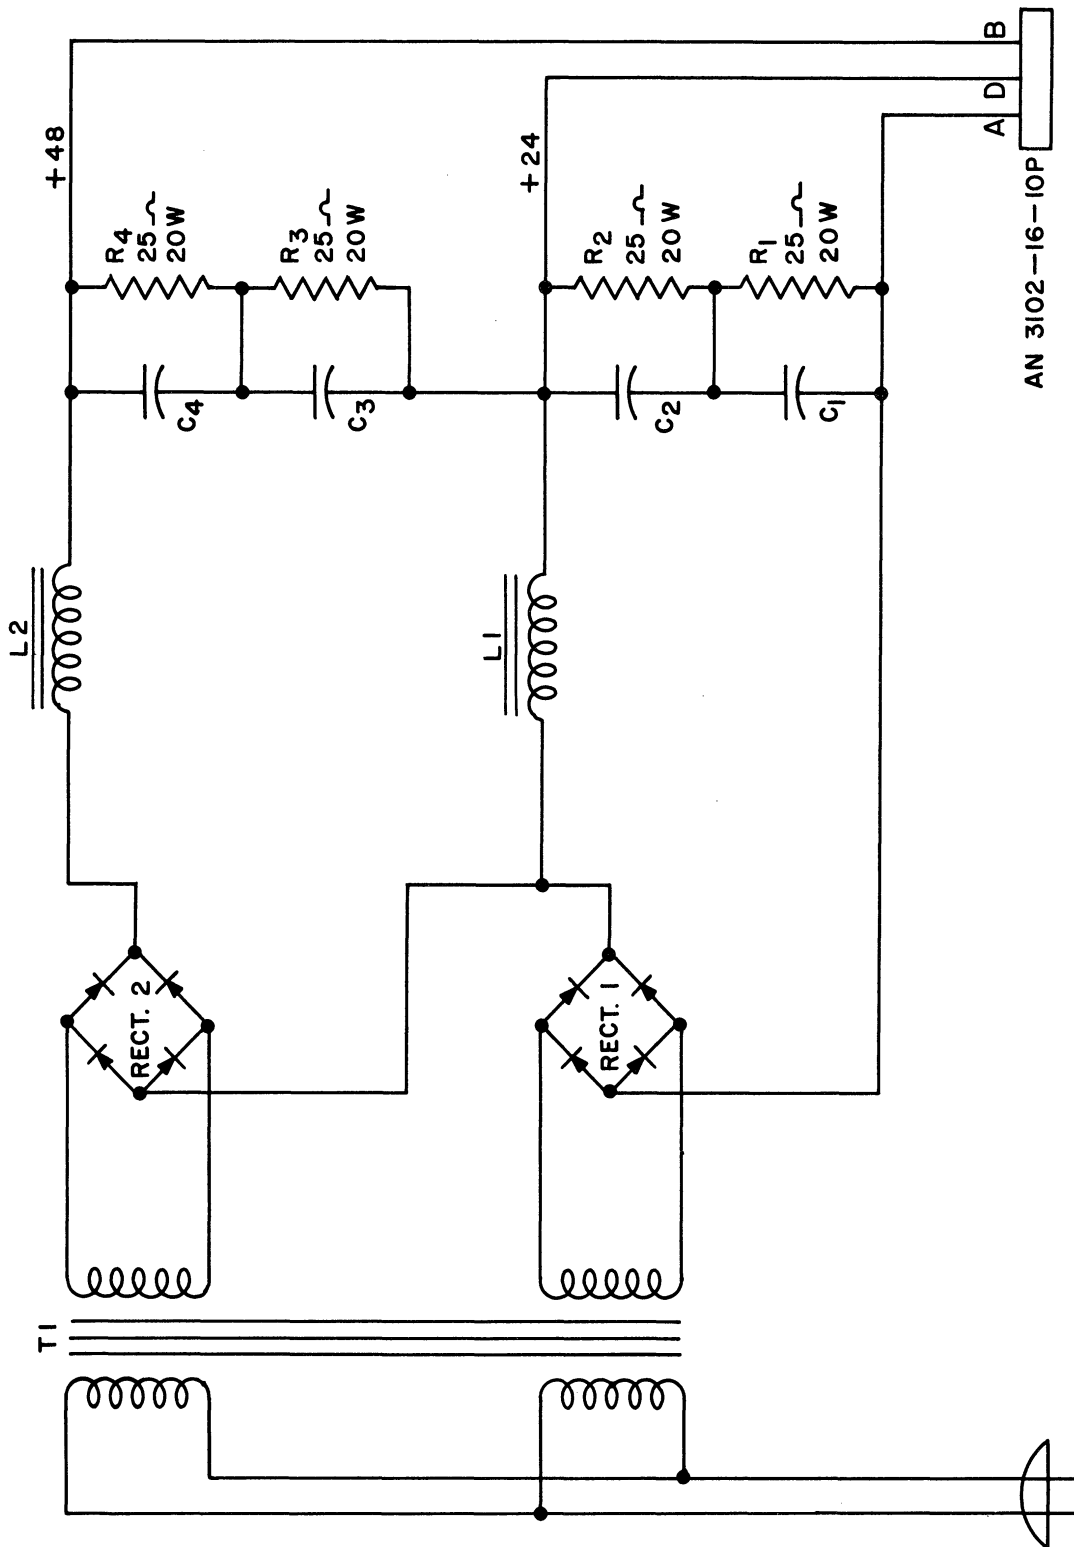 T1
L2
+48
R4
25
20W
R3
25
20W
C4
C3
RECT. 2
L1
+24
R2
25
20W
R1
25
20W
C2
C1
RECT. 1
B
D
A
AN 3102-16-10P